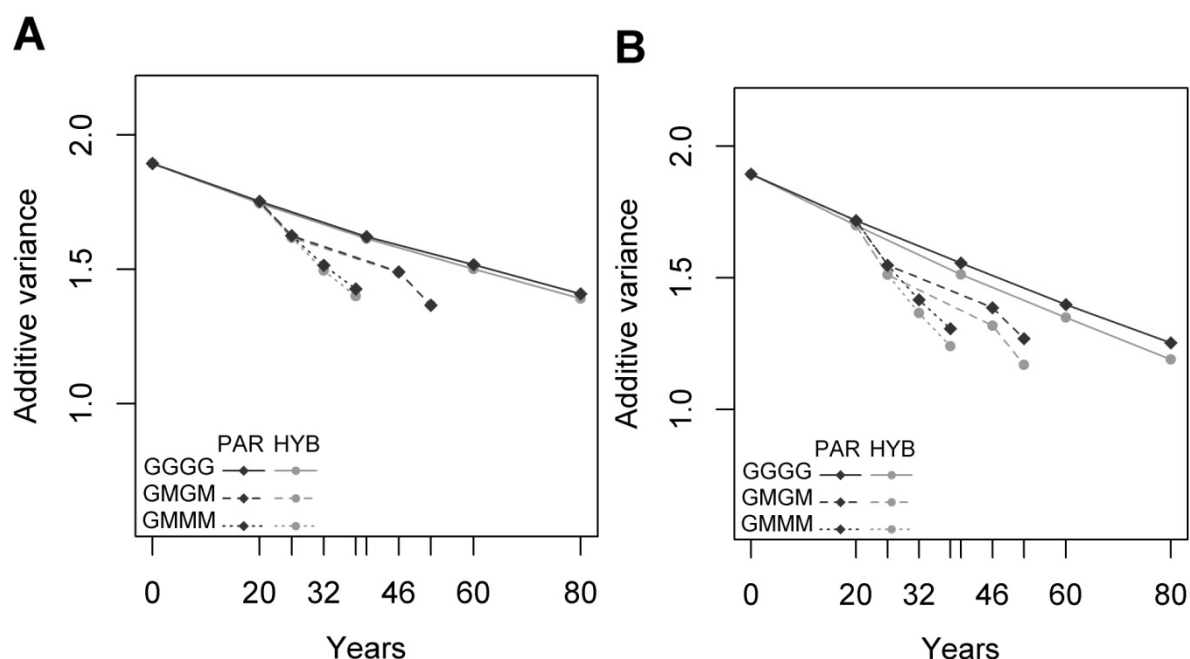 A
Additive variance
2.0
1.5
1.0
PAR HYB
GGGG
GMGM
GMMM
0 20 32 46 60 80
Years
B
Additive variance
2.0
1.5
1.0
PAR HYB
GGGG
GMGM
GMMM
0 20 32 46 60 80
Years